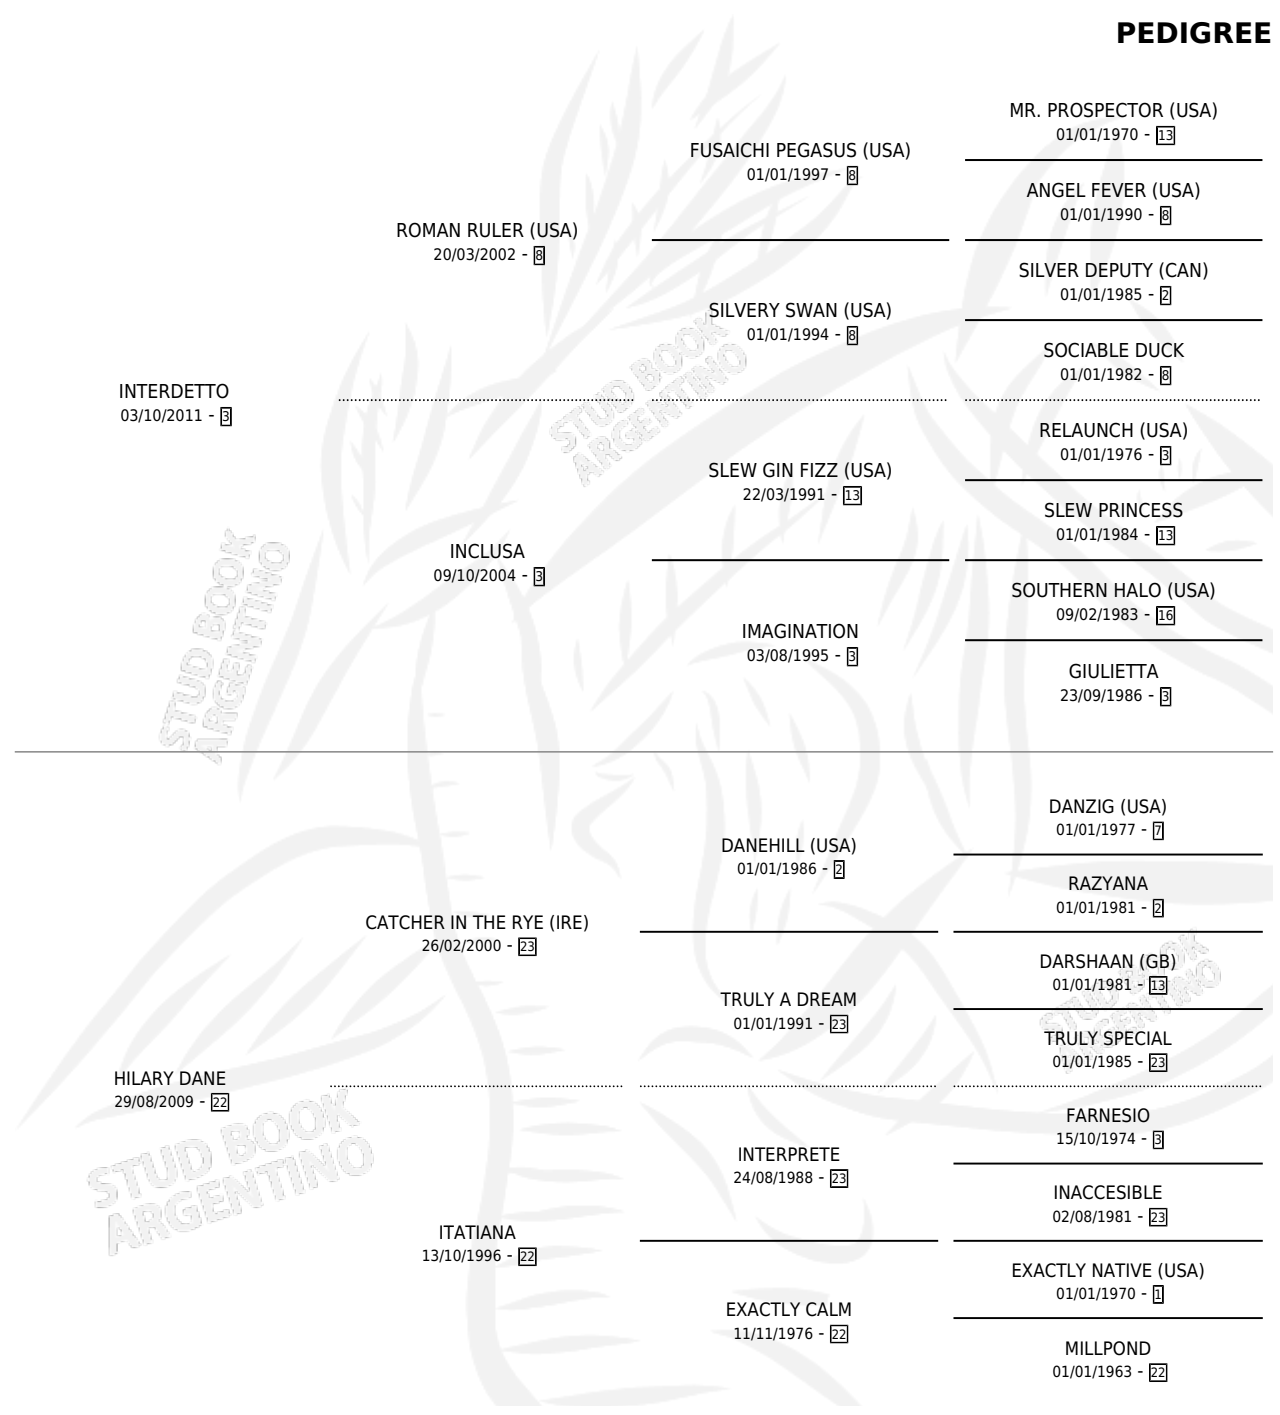 PEDIGREE
MR. PROSPECTOR (USA)
01/01/1970 - 13
FUSAICHI PEGASUS (USA)
01/01/1997 - 8
ANGEL FEVER (USA)
01/01/1990 - 8
ROMAN RULER (USA)
20/03/2002 - 8
SILVER DEPUTY (CAN)
01/01/1985 - 2
SILVERY SWAN (USA)
01/01/1994 - 8
SOCIABLE DUCK
01/01/1982 - 8
INTERDETTO
03/10/2011 - 3
RELAUNCH (USA)
01/01/1976 - 3
SLEW GIN FIZZ (USA)
22/03/1991 - 13
SLEW PRINCESS
01/01/1984 - 13
INCLUSA
09/10/2004 - 3
SOUTHERN HALO (USA)
09/02/1983 - 16
IMAGINATION
03/08/1995 - 3
GIULIETTA
23/09/1986 - 3
DANZIG (USA)
01/01/1977 - 7
DANEHILL (USA)
01/01/1986 - 2
RAZYANA
01/01/1981 - 2
CATCHER IN THE RYE (IRE)
26/02/2000 - 23
DARSHAAN (GB)
01/01/1981 - 13
TRULY A DREAM
01/01/1991 - 23
TRULY SPECIAL
01/01/1985 - 23
HILARY DANE
29/08/2009 - 22
FARNESIO
15/10/1974 - 3
INTERPRETE
24/08/1988 - 23
INACCESIBLE
02/08/1981 - 23
ITATIANA
13/10/1996 - 22
EXACTLY NATIVE (USA)
01/01/1970 - 1
EXACTLY CALM
11/11/1976 - 22
MILLPOND
01/01/1963 - 22
STUD BOOK
ARGENTINO
STUD BOOK
ARGENTINO
STUD BOOK
ARGENTINO
STUD BOOK
ARGENTINO